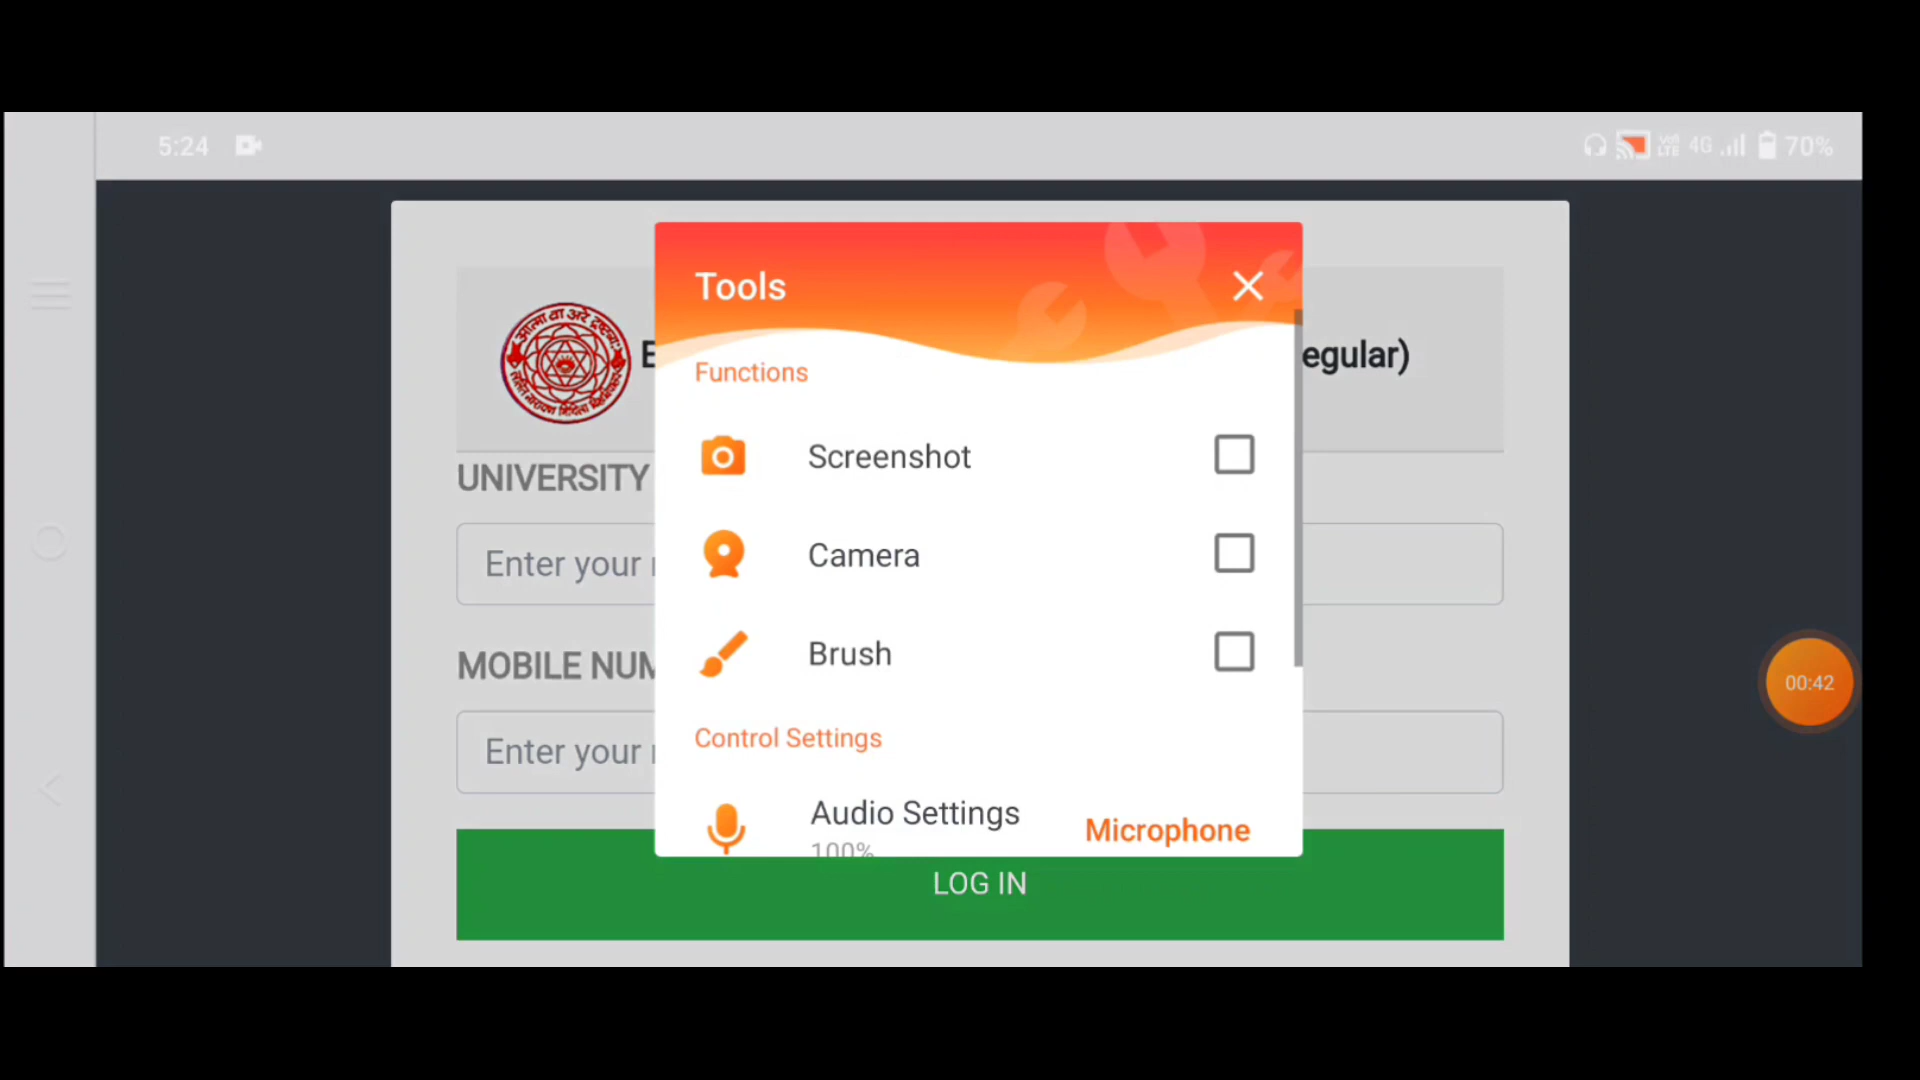 5:24
4G 70%
Tools
egular)
Functions
Screenshot
UNIVERSITY
Enter your
Camera
Brush
MOBILE NUM
Control Settings
Enter your
Audio Settings
Microphone
100%
LOG IN
00:42